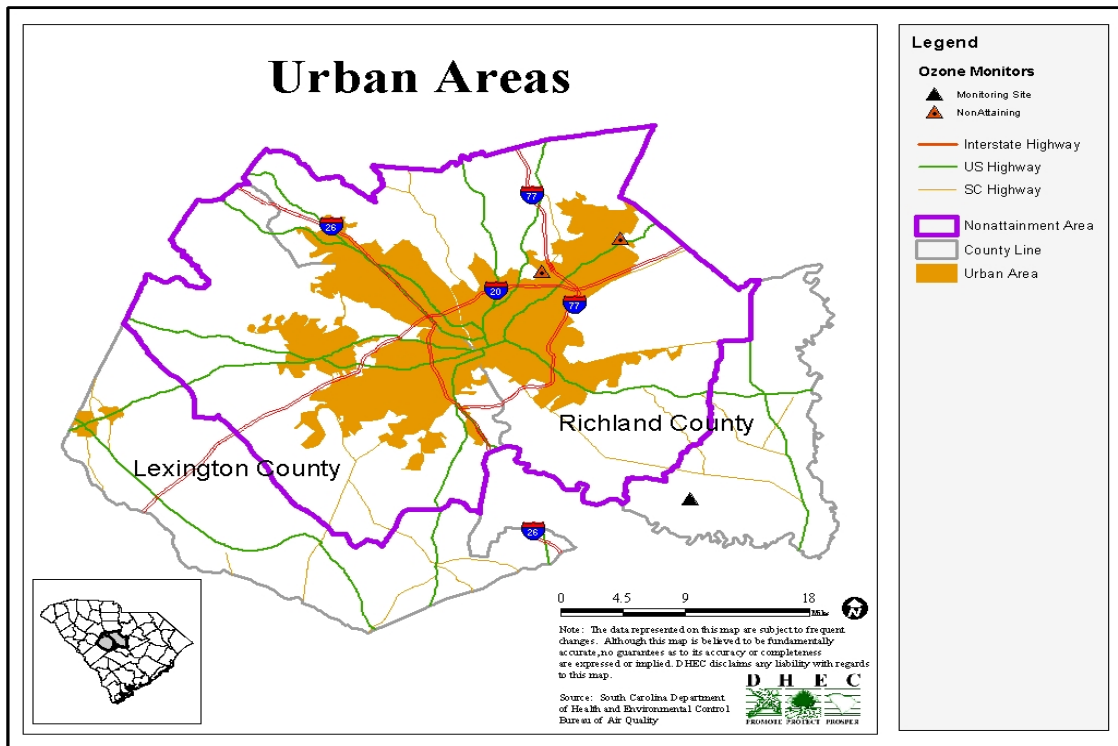 Urban Areas
77
26
20
77
Richland County
Lexington County
26
0 4.5 9 18
Miles
N
Note: The data represented on this map are subject to frequent
changes. Although this map is believed to be fundamentally
accurate, no guarantees as to its accuracy or completeness
are expressed or implied. DHEC disclaims any liability with regards
to this map.
Source: South Carolina Department
of Health and Environmental Control
Bureau of Air Quality
D H E C
PROMOTE PROTECT PROSPER
Legend
Ozone Monitors
Monitoring Site
NonAttaining
Interstate Highway
US Highway
SC Highway
Nonattainment Area
County Line
Urban Area